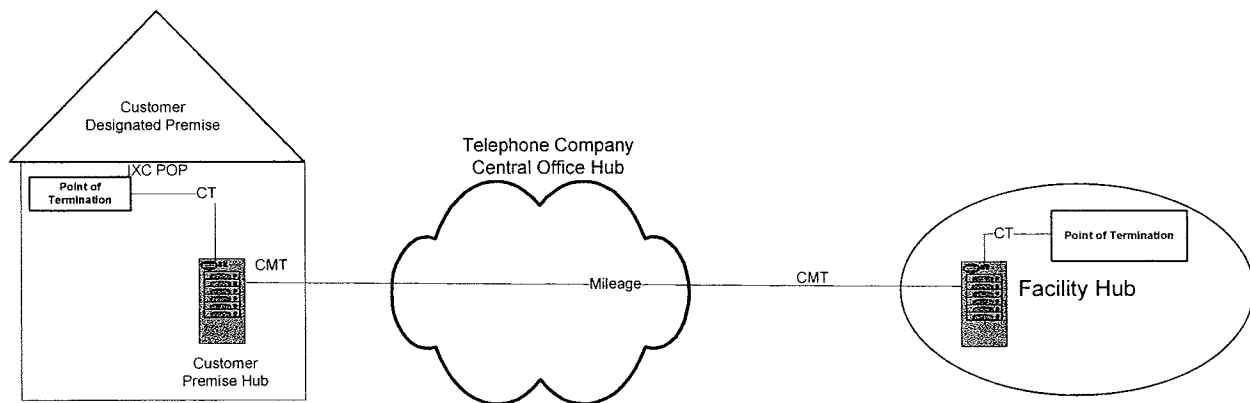 Customer
Designated Premise
IXC POP
Point of
Termination
CT
CMT
Customer
Premise Hub
Telephone Company
Central Office Hub
Mileage
CMT
CT
Point of Termination
Facility Hub